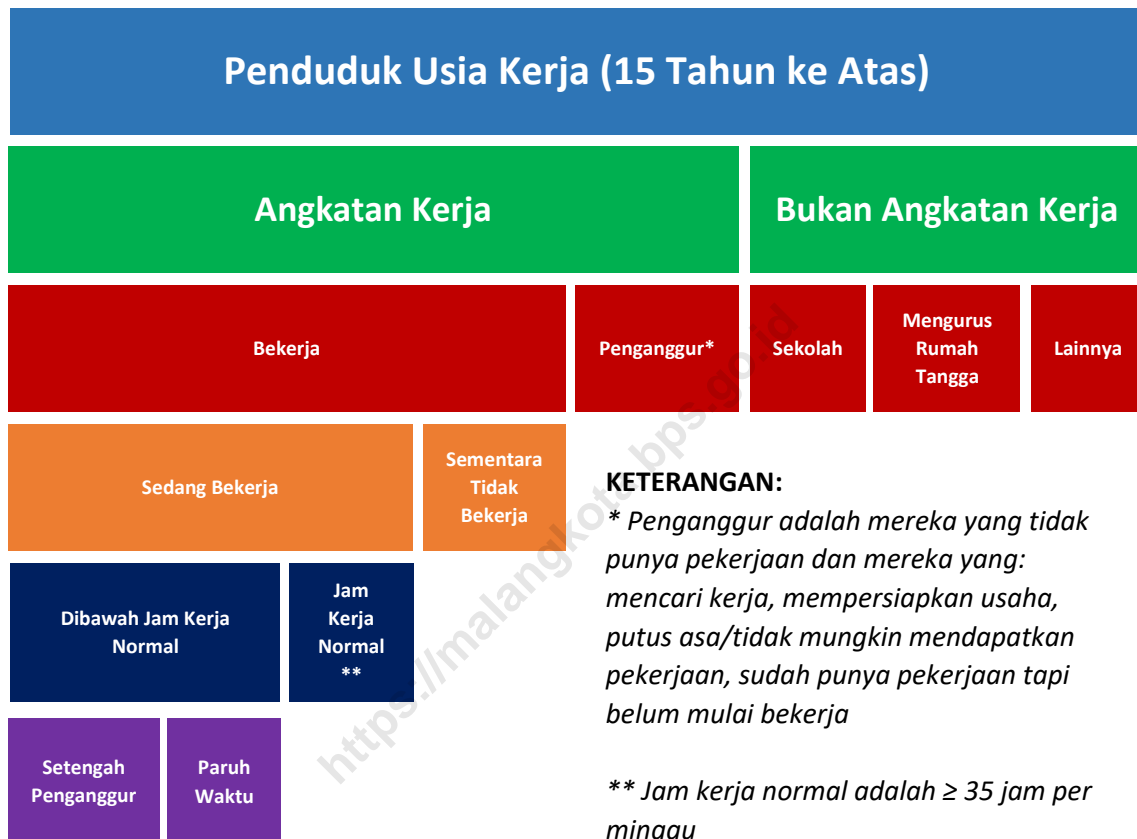 Penduduk Usia Kerja (15 Tahun ke Atas)
Angkatan Kerja
Bukan Angkatan Kerja
Bekerja
Penganggur*
Sekolah
Mengurus
Rumah
Tangga
Lainnya
Sedang Bekerja
Sementara
Tidak
Bekerja
Dibawah Jam Kerja
Normal
Jam
Kerja
Normal
**
Setengah
Penganggur
Paruh
Waktu
KETERANGAN:
* Penganggur adalah mereka yang tidak
punya pekerjaan dan mereka yang:
mencari kerja, mempersiapkan usaha,
putus asa/tidak mungkin mendapatkan
pekerjaan, sudah punya pekerjaan tapi
belum mulai bekerja
** Jam kerja normal adalah ≥ 35 jam per
minggu
https://malangkota.bps.go.id